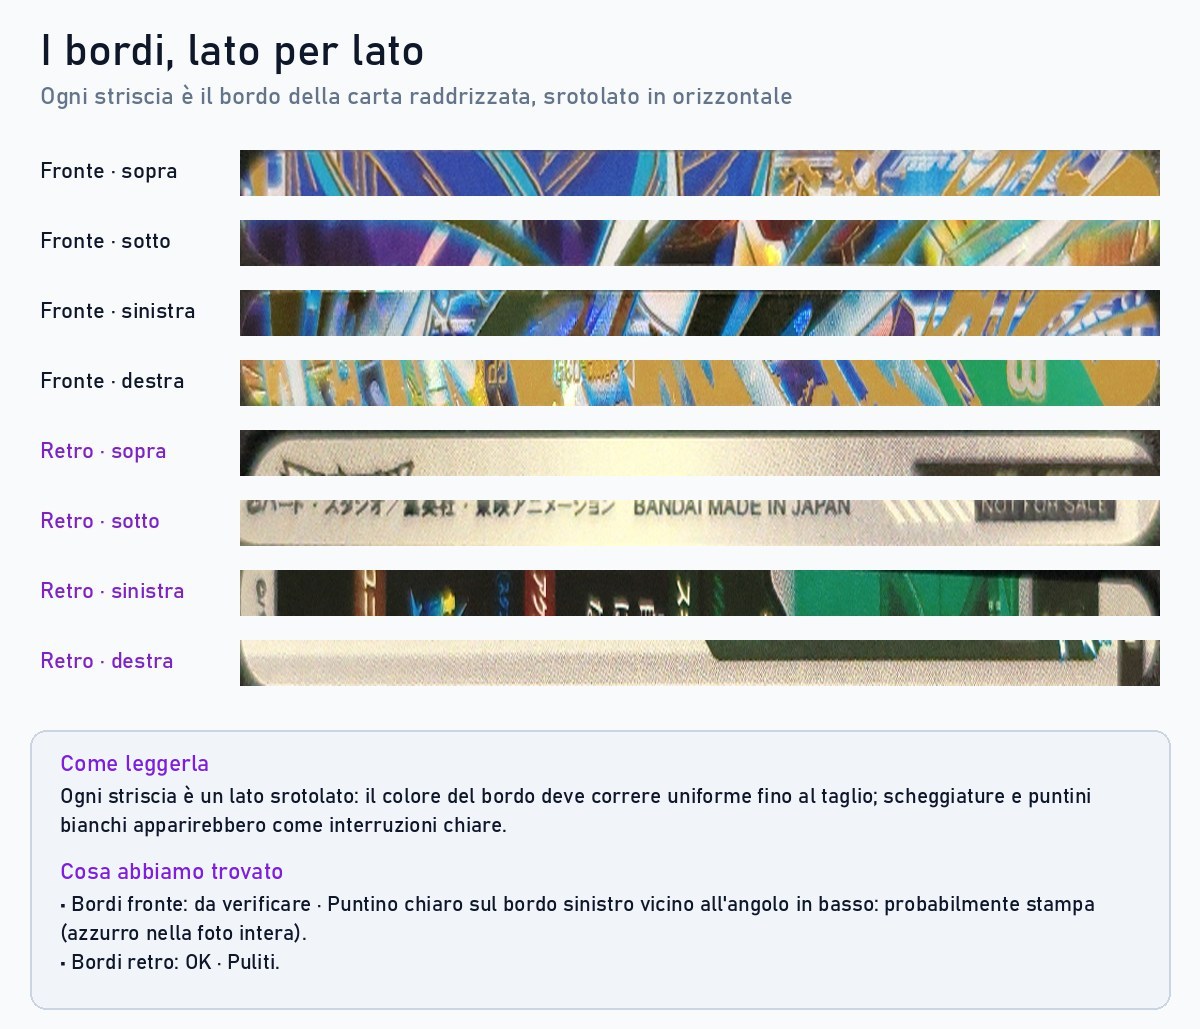 I bordi, lato per lato
Ogni striscia è il bordo della carta raddrizzata, srotolato in orizzontale
Fronte · sopra
Fronte · sotto
Fronte · sinistra
Fronte · destra
Retro · sopra
Retro · sotto
©バード・スタジオ／集英社・東映アニメーション BANDAI MADE IN JAPAN
NOT FOR SALE
Retro · sinistra
Retro · destra
Come leggerla
Ogni striscia è un lato srotolato: il colore del bordo deve correre uniforme fino al taglio; scheggiature e puntini
bianchi apparirebbero come interruzioni chiare.
Cosa abbiamo trovato
· Bordi fronte: da verificare · Puntino chiaro sul bordo sinistro vicino all'angolo in basso: probabilmente stampa
(azzurro nella foto intera).
· Bordi retro: OK · Puliti.